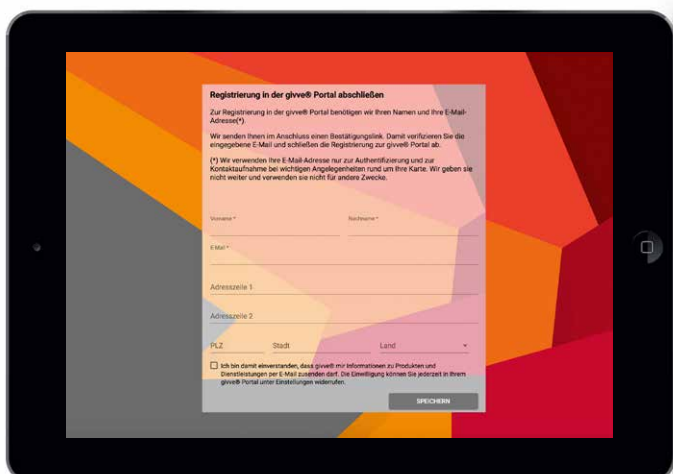 Registrierung in der givve® Portal abschließen
Zur Registrierung in der givve® Portal benötigen wir Ihren Namen und Ihre E-Mail-
Adresse(*).
Wir senden Ihnen im Anschluss einen Bestätigungslink. Damit verifizieren Sie die
eingegebene E-Mail und schließen die Registrierung zur givve® Portal ab.
(*) Wir verwenden Ihre E-Mail-Adresse nur zur Authentifizierung und zur
Kontaktaufnahme bei wichtigen Angelegenheiten rund um Ihre Karte. Wir geben sie
nicht weiter und verwenden sie nicht für andere Zwecke.
Vorname * Nachname *
E-Mail *
Adresszeile 1
Adresszeile 2
PLZ Stadt Land
Ich bin damit einverstanden, dass givve® mir Informationen zu Produkten und
Dienstleistungen per E-Mail zusenden darf. Die Einwilligung können Sie jederzeit in Ihrem
givve® Portal unter Einstellungen widerrufen.
SPEICHERN